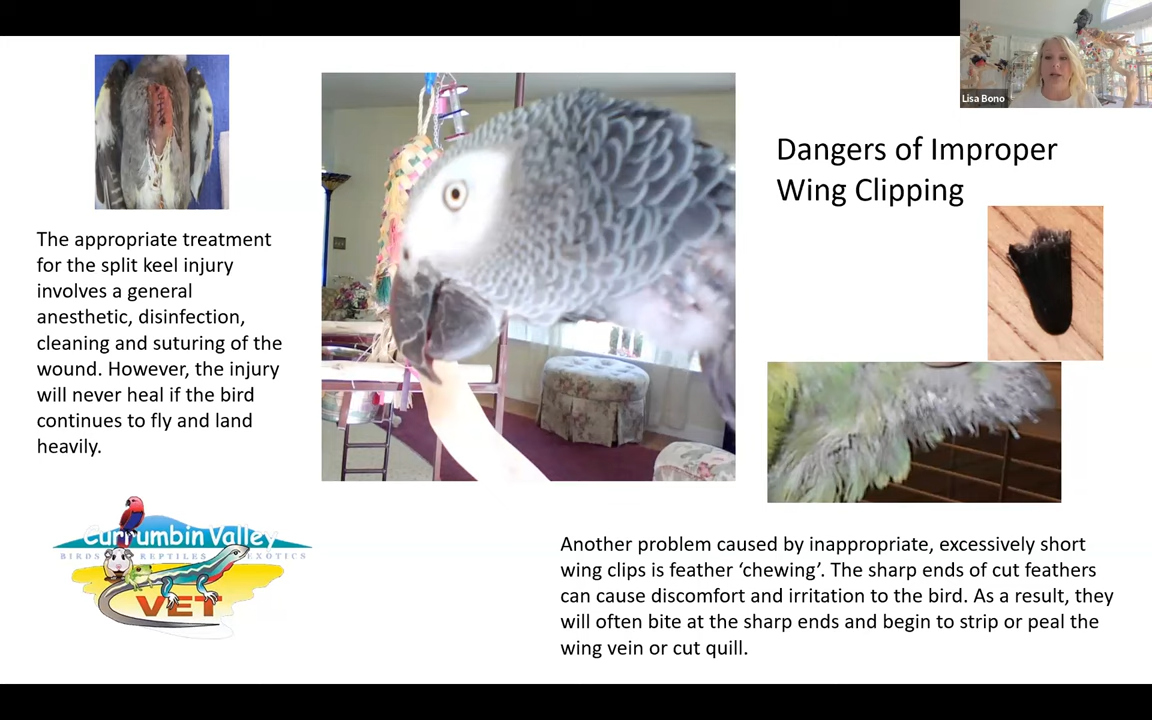 Lisa Bono
Dangers of Improper
Wing Clipping
The appropriate treatment
for the split keel injury
involves a general
anesthetic, disinfection,
cleaning and suturing of the
wound. However, the injury
will never heal if the bird
continues to fly and land
heavily.
Currumbin Valley
BIRDS REPTILES EXOTICS
VET
Another problem caused by inappropriate, excessively short
wing clips is feather ‘chewing’. The sharp ends of cut feathers
can cause discomfort and irritation to the bird. As a result, they
will often bite at the sharp ends and begin to strip or peal the
wing vein or cut quill.